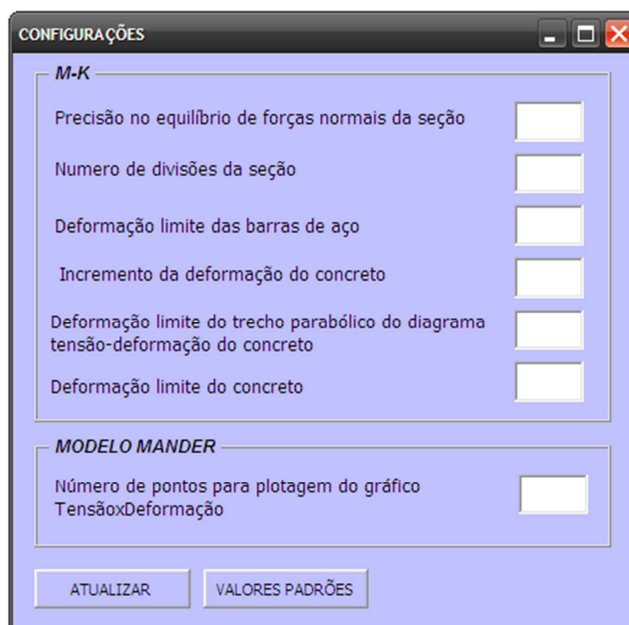 CONFIGURAÇÕES
M-K
Precisão no equilíbrio de forças normais da seção
Numero de divisões da seção
Deformação limite das barras de aço
Incremento da deformação do concreto
Deformação limite do trecho parabólico do diagrama
tensão-deformação do concreto
Deformação limite do concreto
MODELO MANDER
Número de pontos para plotagem do gráfico
TensãoxDeformação
ATUALIZAR
VALORES PADRÕES